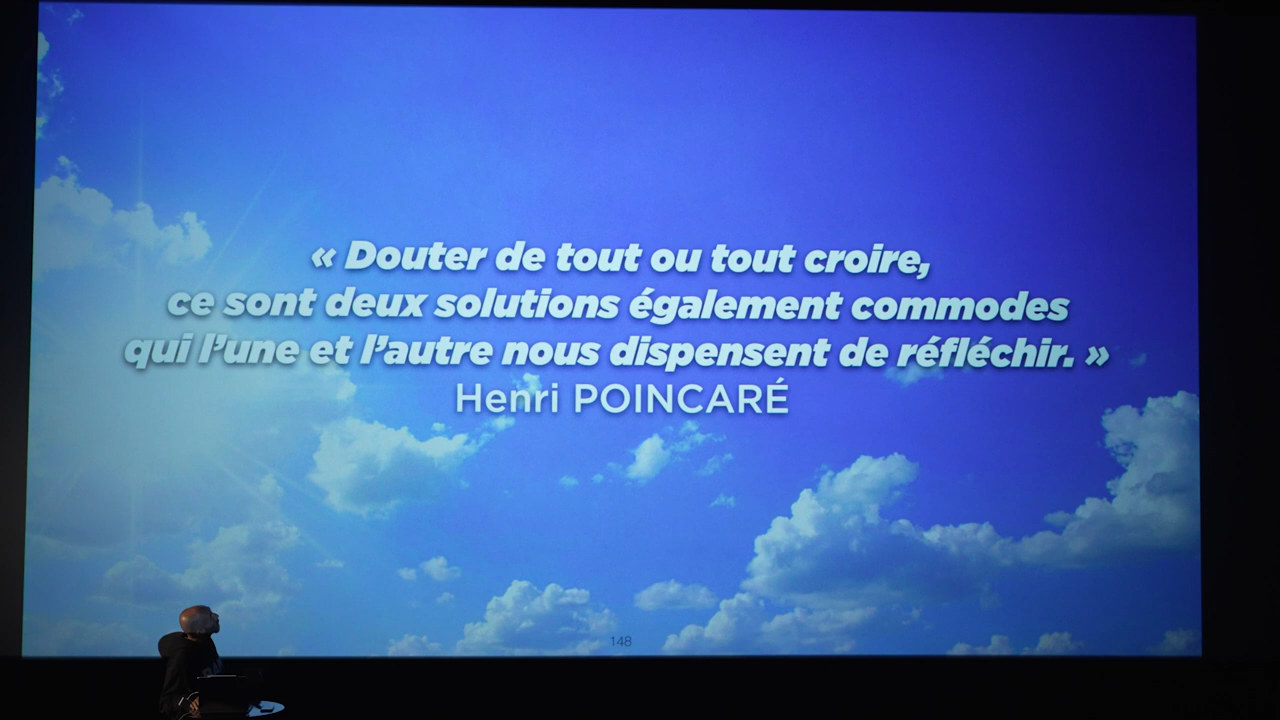 « Douter de tout ou tout croire,
ce sont deux solutions également commodes
qui l’une et l’autre nous dispensent de réfléchir. »
Henri POINCARÉ
148